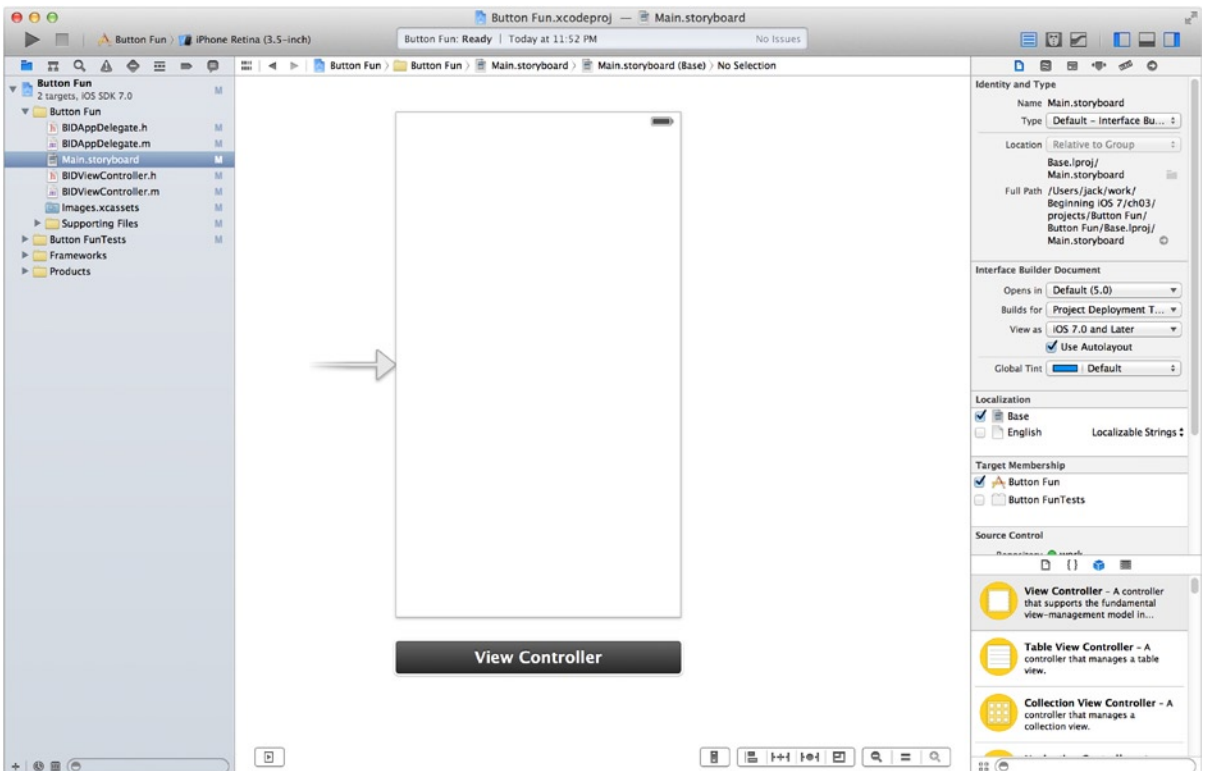 Button Fun.xcodeproj — Main.storyboard
Button Fun 〉 iPhone Retina (3.5-inch)
Button Fun: Ready | Today at 11:52 PM
No Issues
Button Fun 〉 Button Fun 〉 Main.storyboard 〉 Main.storyboard (Base) 〉 No Selection
Button Fun M
2 targets, iOS SDK 7.0
Button Fun
BIDAppDelegate.h M
BIDAppDelegate.m M
Main.storyboard M
BIDViewController.h M
BIDViewController.m M
Images.xcassets M
Supporting Files M
Button FunTests M
Frameworks
Products
View Controller
Identity and Type
Name Main.storyboard
Type Default – Interface Bu...
Location Relative to Group
Base.lproj/
Main.storyboard
Full Path /Users/jack/work/
Beginning iOS 7/ch03/
projects/Button Fun/
Button Fun/Base.lproj/
Main.storyboard
Interface Builder Document
Opens in Default (5.0)
Builds for Project Deployment T...
View as iOS 7.0 and Later
Use Autolayout
Global Tint Default
Localization
Base
English Localizable Strings
Target Membership
Button Fun
Button FunTests
Source Control
View Controller – A controller
that supports the fundamental
view-management model in...
Table View Controller – A
controller that manages a table
view.
Collection View Controller – A
controller that manages a
collection view.